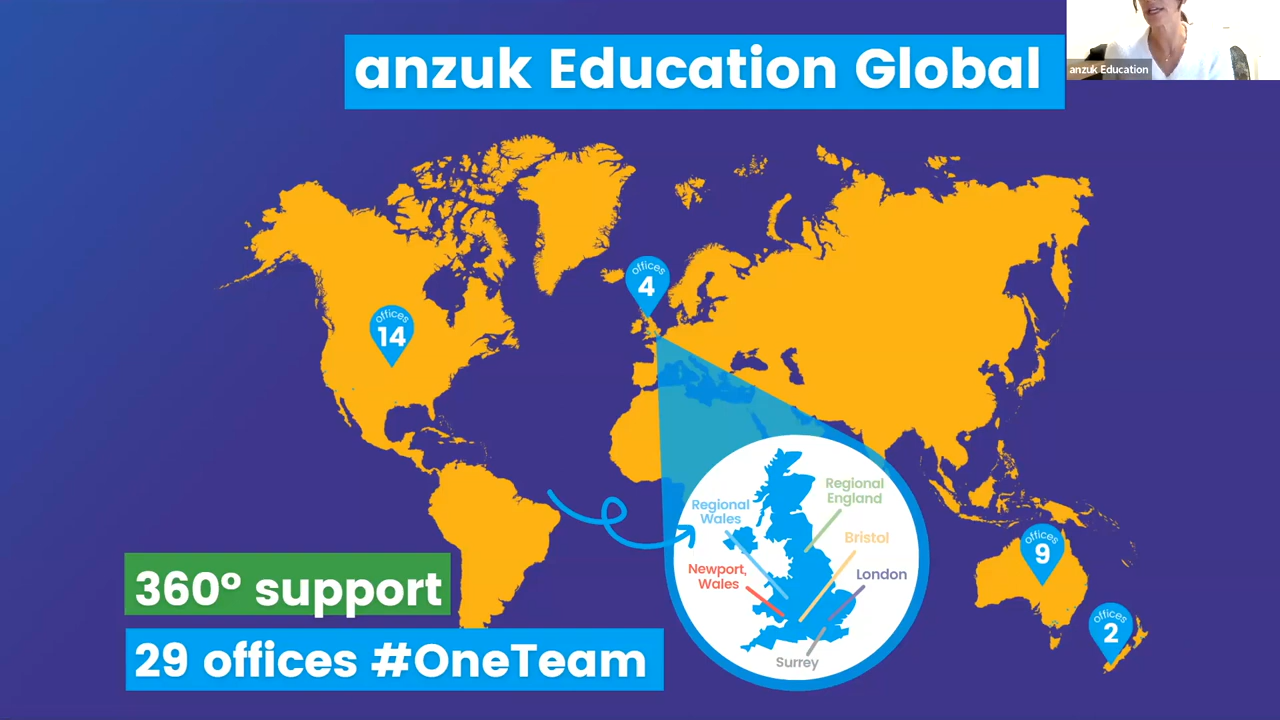 anzuk Education Global
anzuk Education
offices
4
offices
14
Regional
Wales
Regional
England
Bristol
Newport,
Wales
London
Surrey
offices
9
offices
2
360° support
29 offices #OneTeam